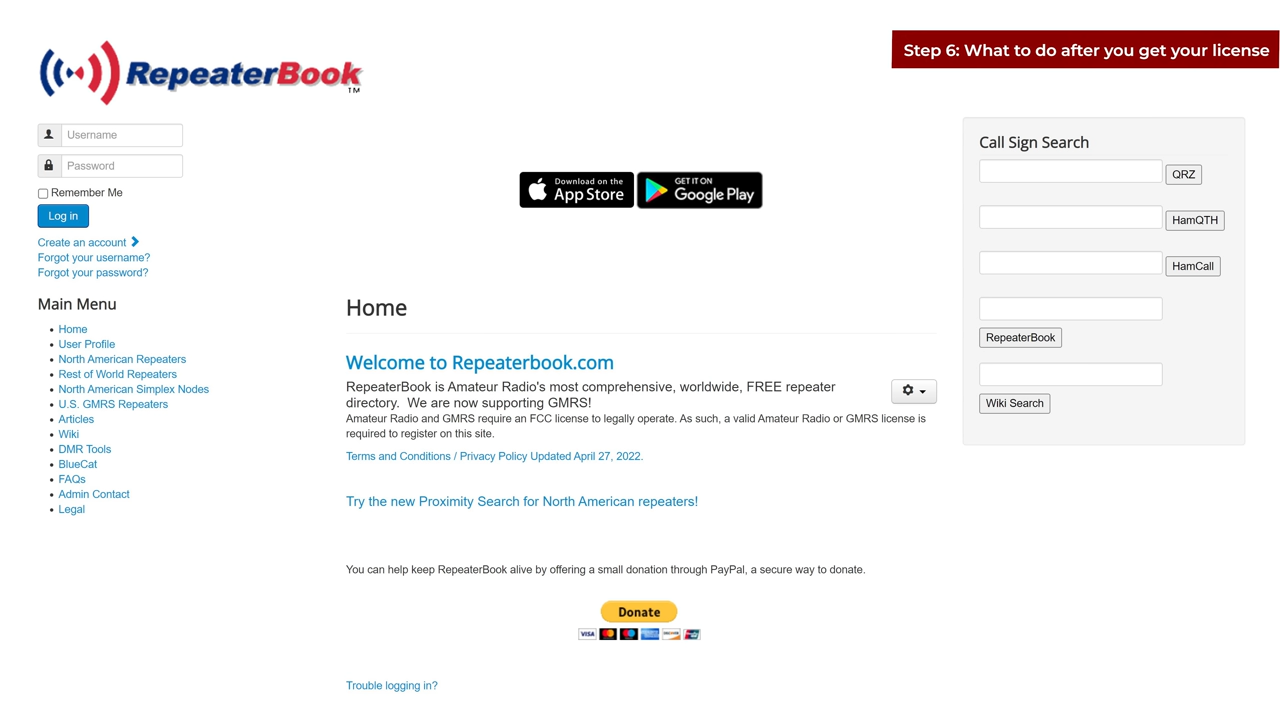 RepeaterBook
TM
Step 6: What to do after you get your license
Username
Password
Remember Me
Log in
Create an account
Forgot your username?
Forgot your password?
Main Menu
Home
User Profile
North American Repeaters
Rest of World Repeaters
North American Simplex Nodes
U.S. GMRS Repeaters
Articles
Wiki
DMR Tools
BlueCat
FAQs
Admin Contact
Legal
Download on the
App Store
GET IT ON
Google Play
Home
Welcome to Repeaterbook.com
RepeaterBook is Amateur Radio's most comprehensive, worldwide, FREE repeater
directory.  We are now supporting GMRS!
Amateur Radio and GMRS require an FCC license to legally operate. As such, a valid Amateur Radio or GMRS license is
required to register on this site.
Terms and Conditions / Privacy Policy Updated April 27, 2022.
Try the new Proximity Search for North American repeaters!
You can help keep RepeaterBook alive by offering a small donation through PayPal, a secure way to donate.
Donate
VISA
Trouble logging in?
Call Sign Search
QRZ
HamQTH
HamCall
RepeaterBook
Wiki Search